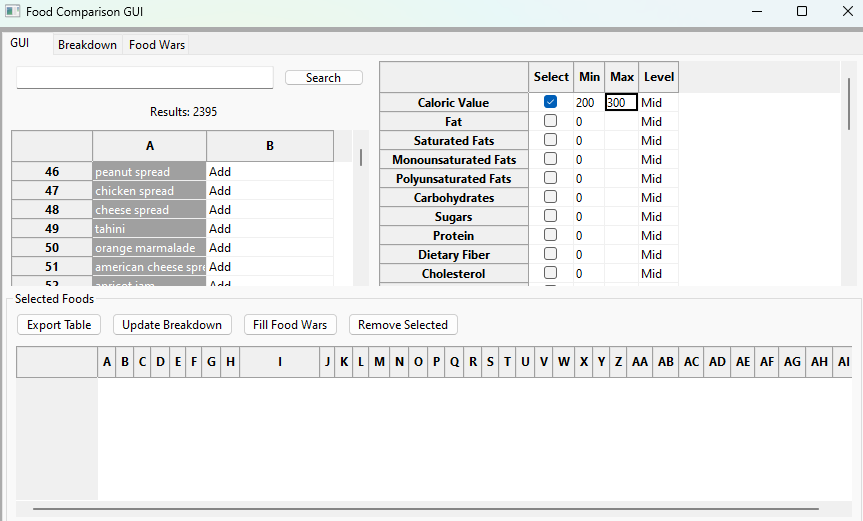 Food Comparison GUI
GUI Breakdown Food Wars
Search
Results: 2395
A B
46 peanut spread Add
47 chicken spread Add
48 cheese spread Add
49 tahini Add
50 orange marmalade Add
51 american cheese spre Add
52 apricot jam Add
Select Min Max Level
Caloric Value 200 300 Mid
Fat 0 Mid
Saturated Fats 0 Mid
Monounsaturated Fats 0 Mid
Polyunsaturated Fats 0 Mid
Carbohydrates 0 Mid
Sugars 0 Mid
Protein 0 Mid
Dietary Fiber 0 Mid
Cholesterol 0 Mid
Selected Foods
Export Table Update Breakdown Fill Food Wars Remove Selected
A B C D E F G H I J K L M N O P Q R S T U V W X Y Z AA AB AC AD AE AF AG AH AI